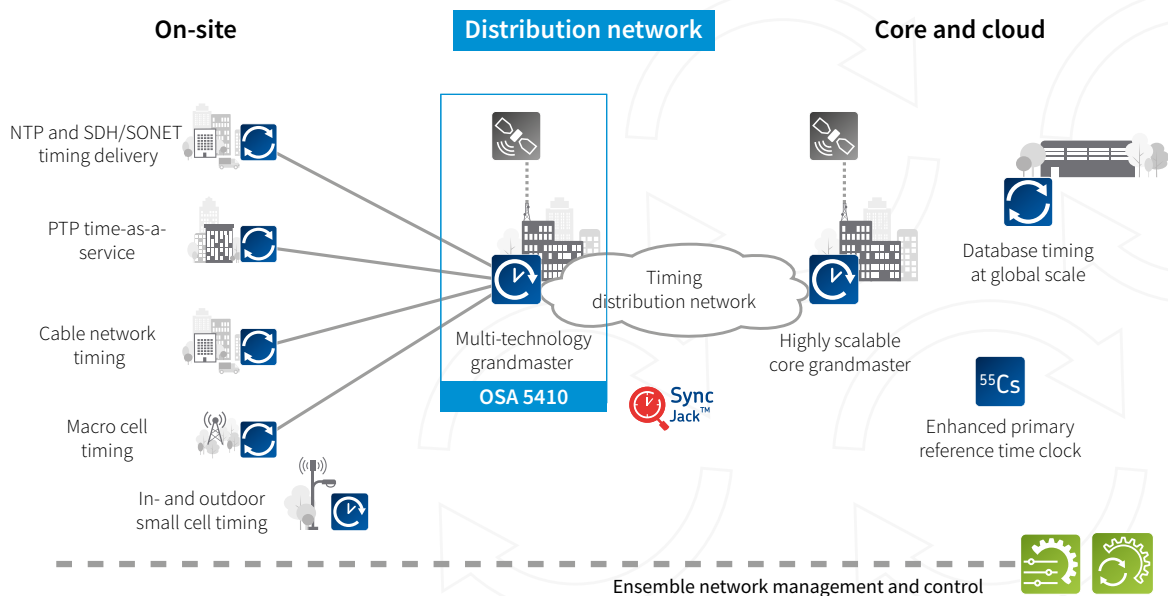 On-site
Distribution network
Core and cloud
NTP and SDH/SONET
timing delivery
PTP time-as-a-
service
Cable network
timing
Macro cell
timing
In- and outdoor
small cell timing
Multi-technology
grandmaster
OSA 5410
Timing
distribution network
Sync
Jack™
Highly scalable
core grandmaster
Database timing
at global scale
⁵⁵Cs
Enhanced primary
reference time clock
Ensemble network management and control